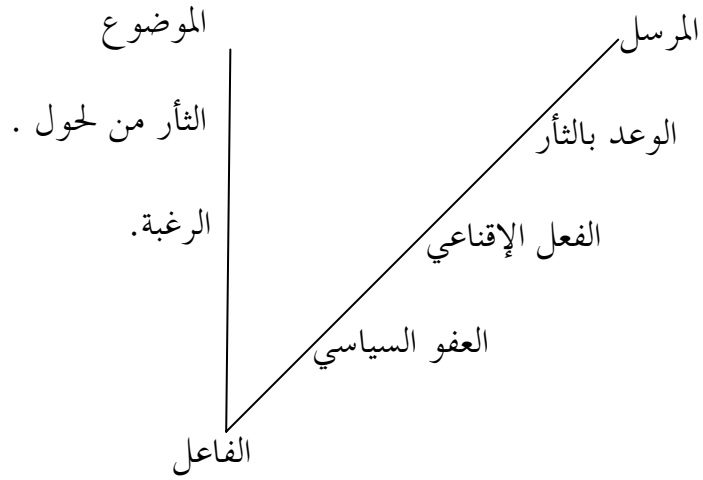 المرسل
الموضوع
الوعد بالثأر
الثأر من لحول .
الفعل الإقناعي
الرغبة.
العفو السياسي
الفاعل